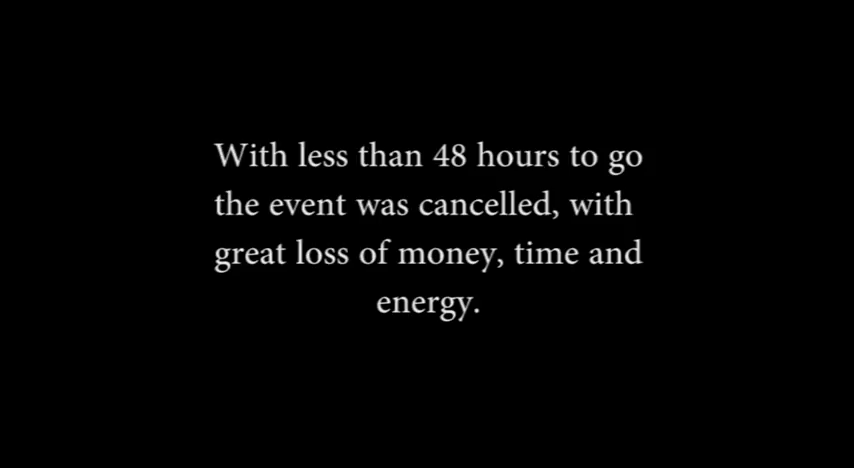 With less than 48 hours to go
the event was cancelled, with
great loss of money, time and
energy.